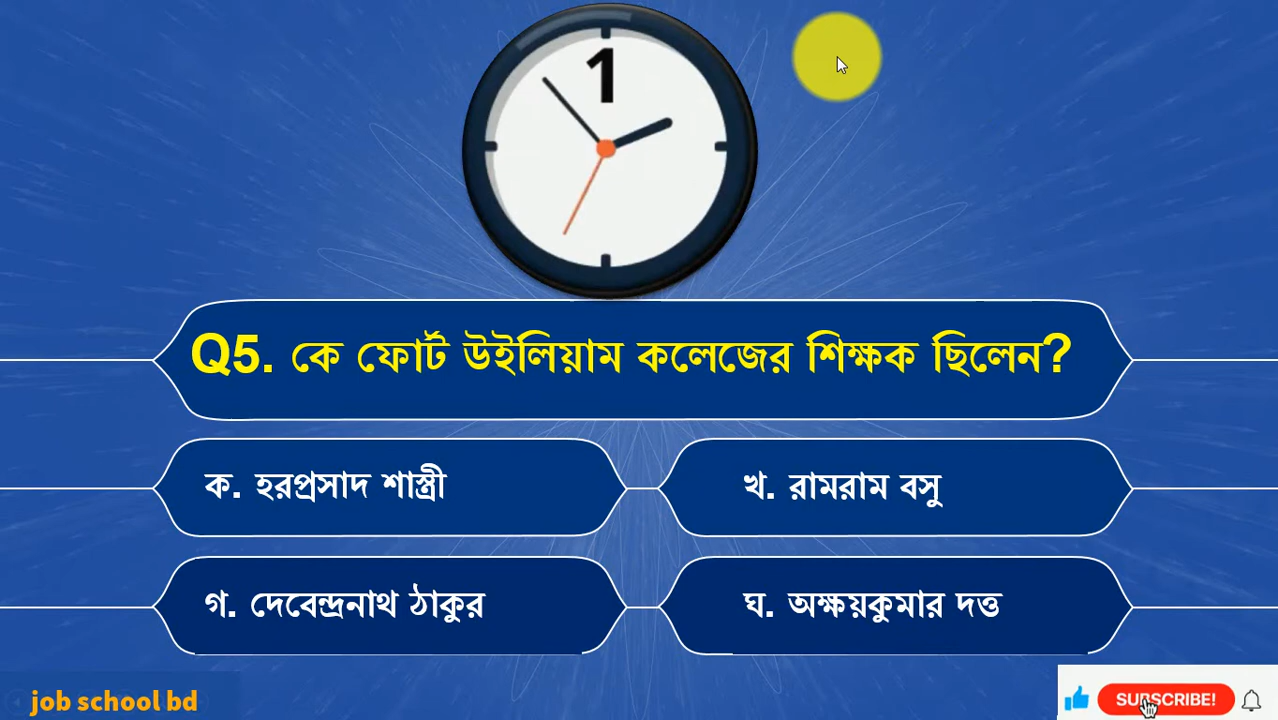 1
Q5. কে ফোর্ট উইলিয়াম কলেজের শিক্ষক ছিলেন?
ক. হরপ্রসাদ শাস্ত্রী
খ. রামরাম বসু
গ. দেবেন্দ্রনাথ ঠাকুর
ঘ. অক্ষয়কুমার দত্ত
job school bd
SUBSCRIBE!